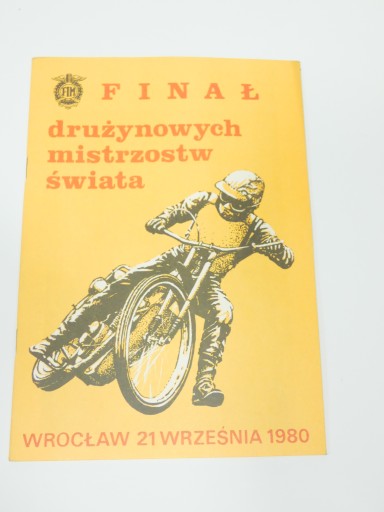 FIM
FINAŁ
drużynowych
mistrzostw
świata
WROCŁAW 21 WRZEŚNIA 1980